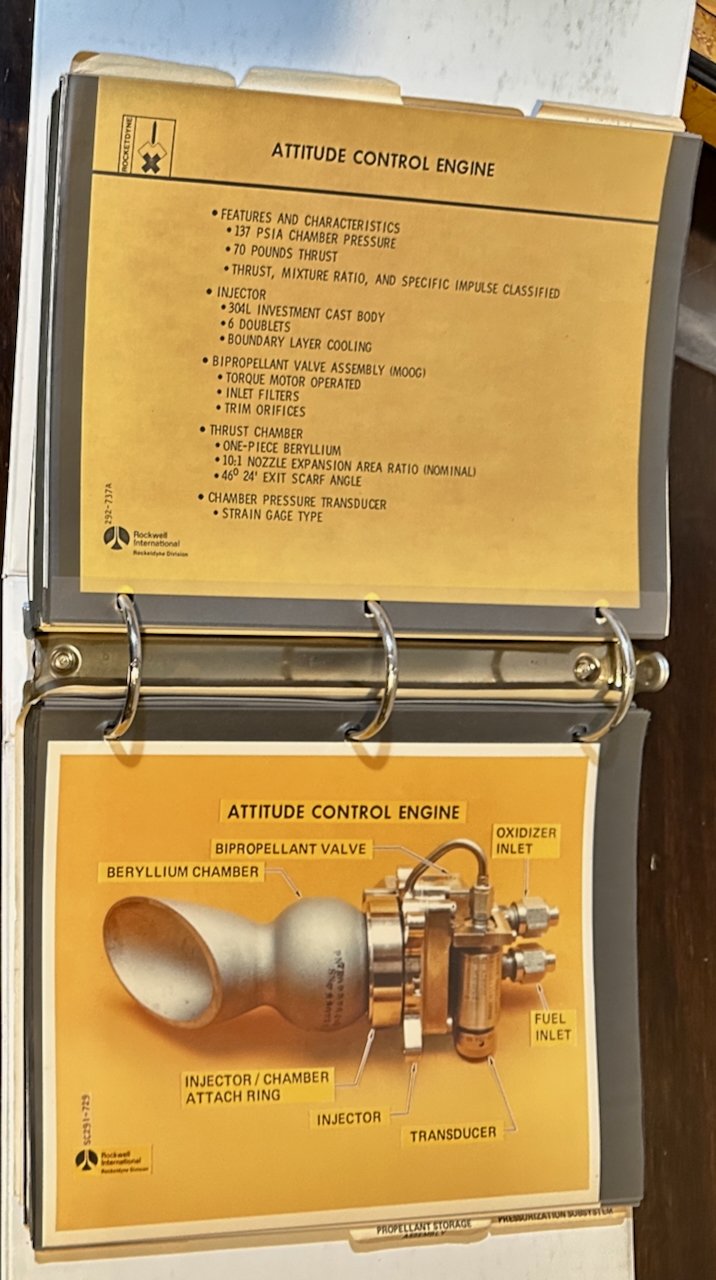 ROCKETDYNE
ATTITUDE CONTROL ENGINE
• FEATURES AND CHARACTERISTICS
• 137 PSIA CHAMBER PRESSURE
• 70 POUNDS THRUST
• THRUST, MIXTURE RATIO, AND SPECIFIC IMPULSE CLASSIFIED
• INJECTOR
• 304L INVESTMENT CAST BODY
• 6 DOUBLETS
• BOUNDARY LAYER COOLING
• BIPROPELLANT VALVE ASSEMBLY (MOOG)
• TORQUE MOTOR OPERATED
• INLET FILTERS
• TRIM ORIFICES
• THRUST CHAMBER
• ONE-PIECE BERYLLIUM
• 10:1 NOZZLE EXPANSION AREA RATIO (NOMINAL)
• 46° 24' EXIT SCARF ANGLE
• CHAMBER PRESSURE TRANSDUCER
• STRAIN GAGE TYPE
292-737A
Rockwell
International
Rocketdyne Division
ATTITUDE CONTROL ENGINE
BIPROPELLANT VALVE
OXIDIZER
INLET
BERYLLIUM CHAMBER
FUEL
INLET
INJECTOR / CHAMBER
ATTACH RING
INJECTOR
TRANSDUCER
SC291-729
Rockwell
International
Rocketdyne Division
PROPELLANT STORAGE
ASSEMBLY
PRESSURIZATION SUBSYSTEM